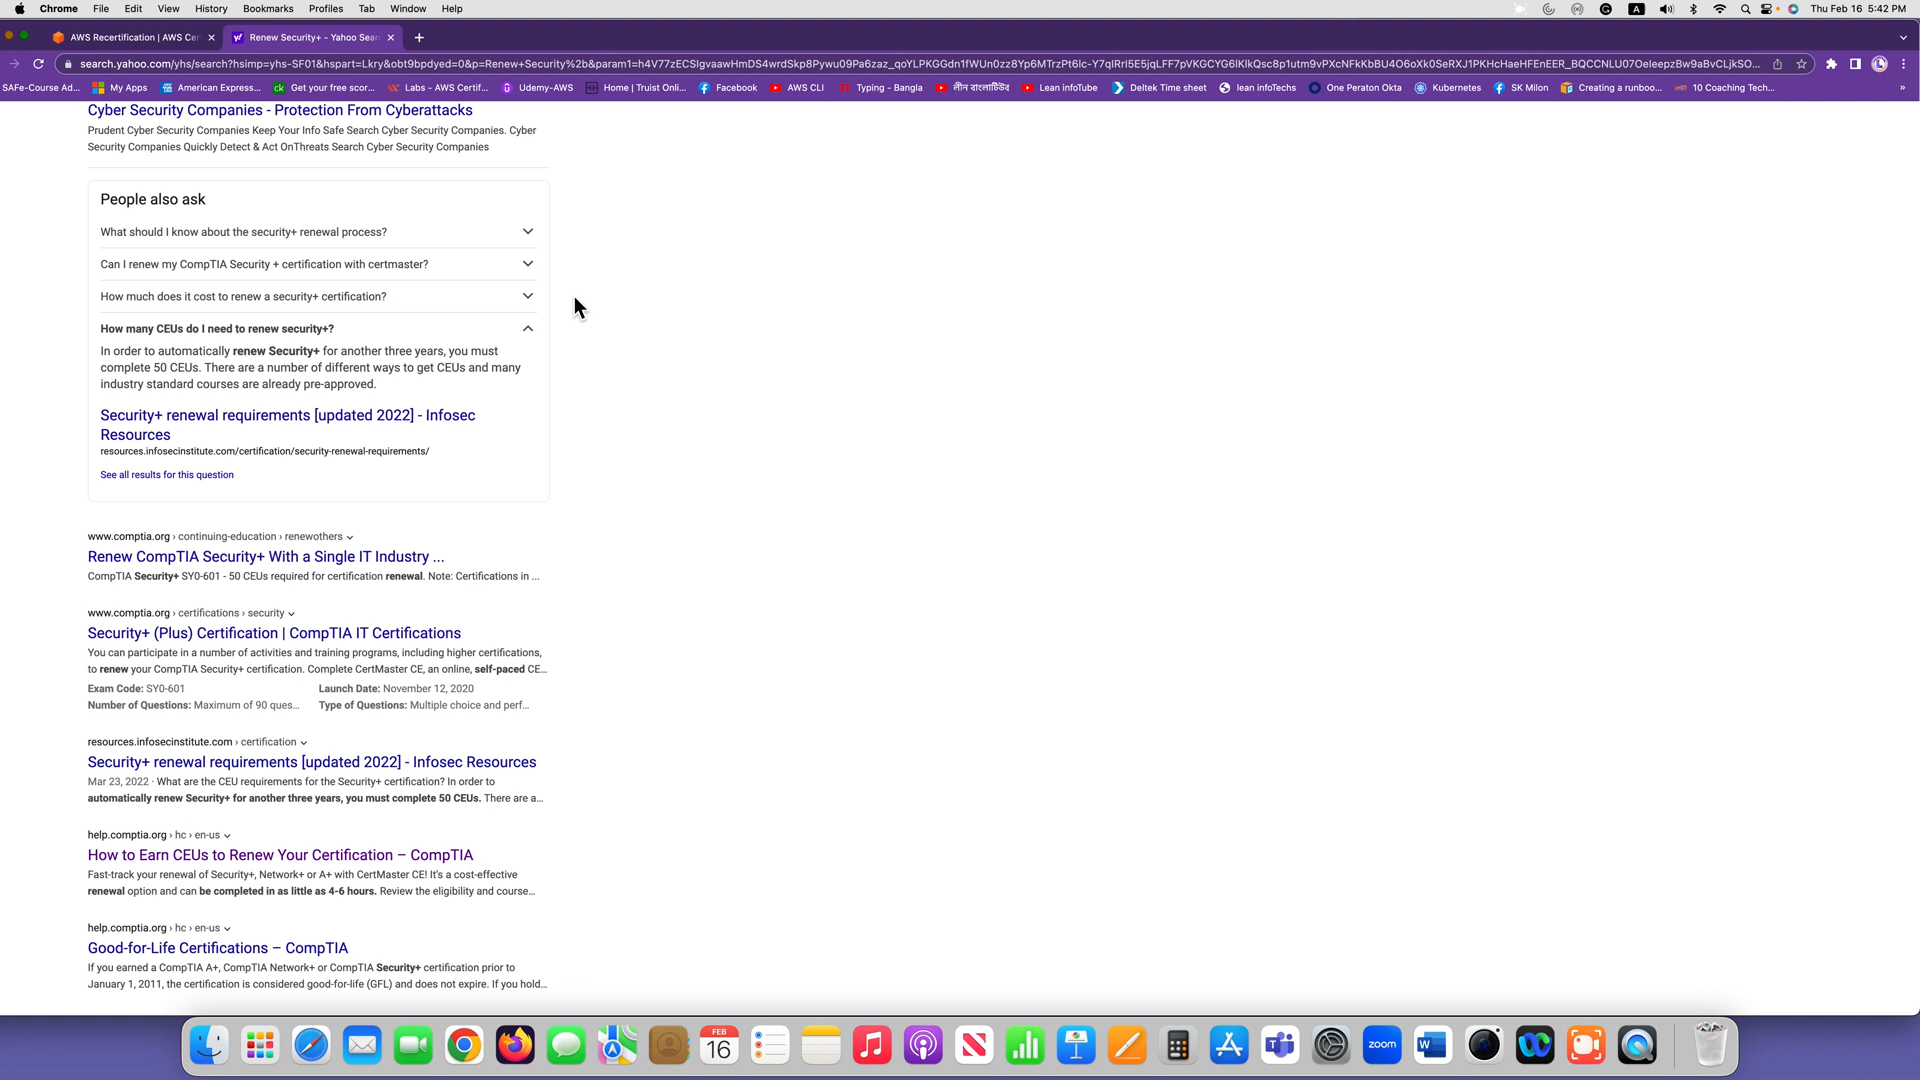 Chrome File Edit View History Bookmarks Profiles Tab Window Help A Thu Feb 16 5:42 PM
AWS Recertification | AWS Cer Renew Security+ - Yahoo Sear
Cyber Security Companies - Protection From Cyberattacks
SAFe-Course Ad... My Apps American Express... Get your free scor... Labs - AWS Certif... Udemy-AWS Home | Truist Onli... Facebook AWS CLI Typing - Bangla লীন বাংলাটিউব Lean infoTube Deltek Time sheet lean infoTechs One Peraton Okta Kubernetes SK Milon Creating a runboo... 10 Coaching Tech... »
Prudent Cyber Security Companies Keep Your Info Safe Search Cyber Security Companies. Cyber
Security Companies Quickly Detect & Act OnThreats Search Cyber Security Companies
People also ask
What should I know about the security+ renewal process?
Can I renew my CompTIA Security + certification with certmaster?
How much does it cost to renew a security+ certification?
How many CEUs do I need to renew security+?
In order to automatically renew Security+ for another three years, you must
complete 50 CEUs. There are a number of different ways to get CEUs and many
industry standard courses are already pre-approved.
Security+ renewal requirements [updated 2022] - Infosec
Resources
resources.infosecinstitute.com/certification/security-renewal-requirements/
See all results for this question
www.comptia.org › continuing-education › renewothers
Renew CompTIA Security+ With a Single IT Industry ...
CompTIA Security+ SY0-601 - 50 CEUs required for certification renewal. Note: Certifications in ...
www.comptia.org › certifications › security
Security+ (Plus) Certification | CompTIA IT Certifications
You can participate in a number of activities and training programs, including higher certifications,
to renew your CompTIA Security+ certification. Complete CertMaster CE, an online, self-paced CE...
Exam Code: SY0-601 Launch Date: November 12, 2020
Number of Questions: Maximum of 90 ques... Type of Questions: Multiple choice and perf...
resources.infosecinstitute.com › certification
Security+ renewal requirements [updated 2022] - Infosec Resources
Mar 23, 2022 · What are the CEU requirements for the Security+ certification? In order to
automatically renew Security+ for another three years, you must complete 50 CEUs. There are a...
help.comptia.org › hc › en-us
How to Earn CEUs to Renew Your Certification – CompTIA
Fast-track your renewal of Security+, Network+ or A+ with CertMaster CE! It's a cost-effective
renewal option and can be completed in as little as 4-6 hours. Review the eligibility and course...
help.comptia.org › hc › en-us
Good-for-Life Certifications – CompTIA
If you earned a CompTIA A+, CompTIA Network+ or CompTIA Security+ certification prior to
January 1, 2011, the certification is considered good-for-life (GFL) and does not expire. If you hold...
FEB
16
zoom